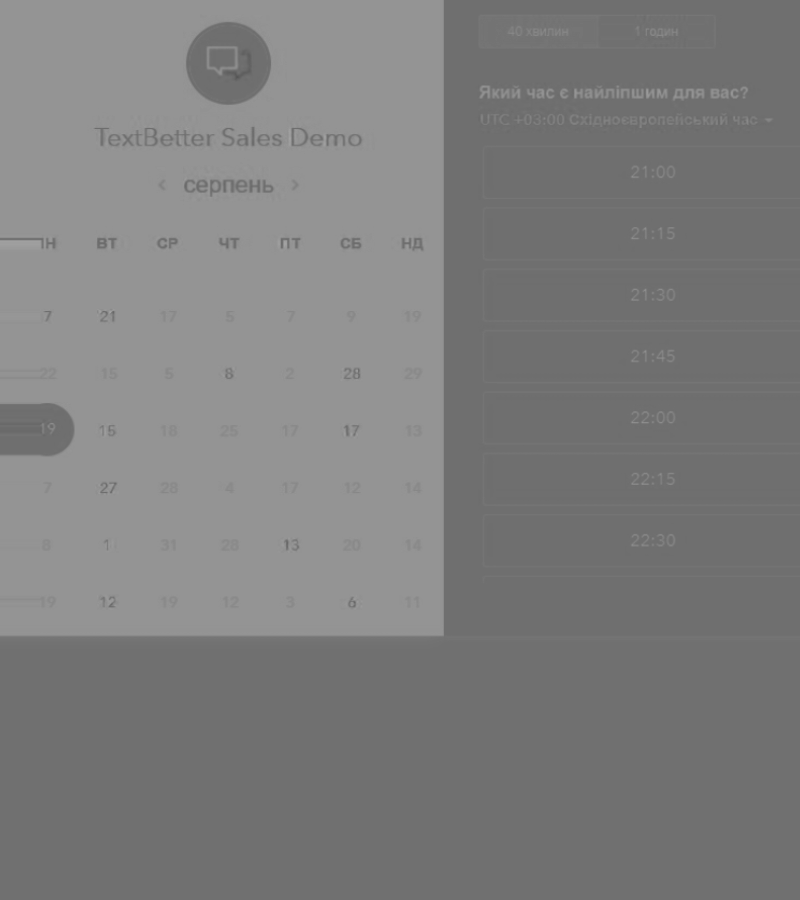 TextBetter Sales Demo
‹ серпень ›
ВТ СР ЧТ ПТ СБ НД
7 21 17 5 7 9 19
22 15 5 8 2 28 29
19 15 18 25 17 17 13
7 27 28 4 17 12 14
8 1 31 28 13 20 14
19 12 19 12 3 6 11
40 хвилин 1 годин
Який час є найліпшим для вас?
UTC +03:00 Східноєвропейський час
21:00
21:15
21:30
21:45
22:00
22:15
22:30